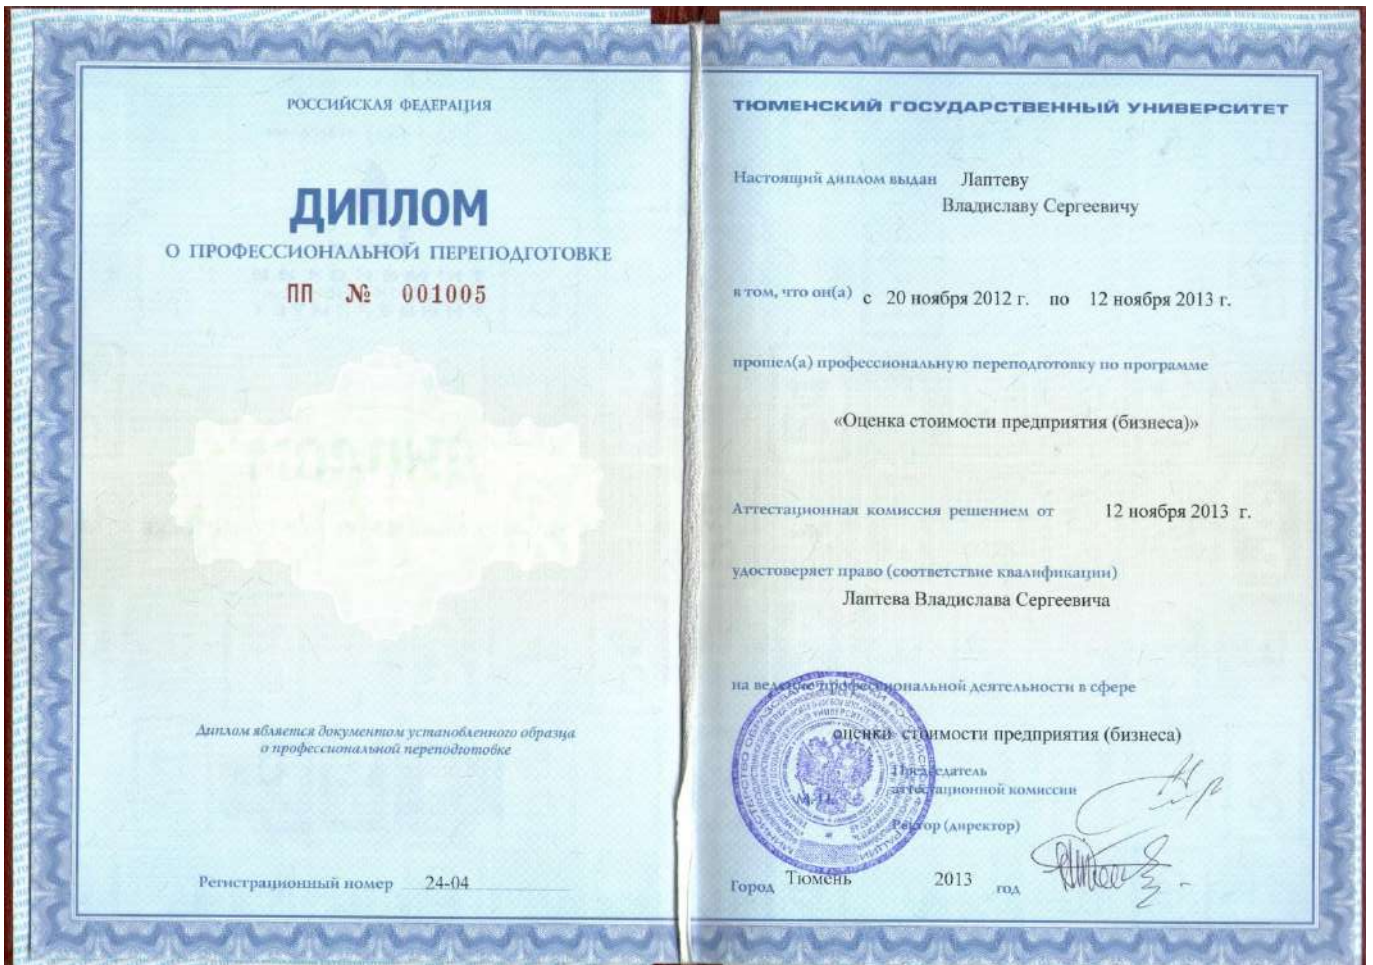 РОССИЙСКАЯ ФЕДЕРАЦИЯ
ДИПЛОМ
О ПРОФЕССИОНАЛЬНОЙ ПЕРЕПОДГОТОВКЕ
ПП № 001005
Диплом является документом установленного образца
о профессиональной переподготовке
Регистрационный номер 24-04
ТЮМЕНСКИЙ ГОСУДАРСТВЕННЫЙ УНИВЕРСИТЕТ
Настоящий диплом выдан Лаптеву
Владиславу Сергеевичу
в том, что он(а) с 20 ноября 2012 г. по 12 ноября 2013 г.
прошел(а) профессиональную переподготовку по программе
«Оценка стоимости предприятия (бизнеса)»
Аттестационная комиссия решением от 12 ноября 2013 г.
удостоверяет право (соответствие квалификации)
Лаптева Владислава Сергеевича
на ведение профессиональной деятельности в сфере
оценки стоимости предприятия (бизнеса)
Председатель
аттестационной комиссии
М.П.
Ректор (директор)
Город Тюмень 2013 год